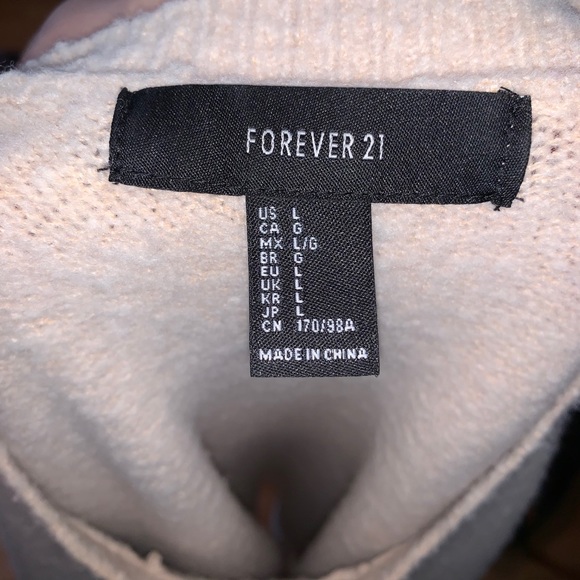 FOREVER 21
US L
CA G
MX L/G
BR G
EU L
UK L
KR L
JP L
CN 170/98A
MADE IN CHINA